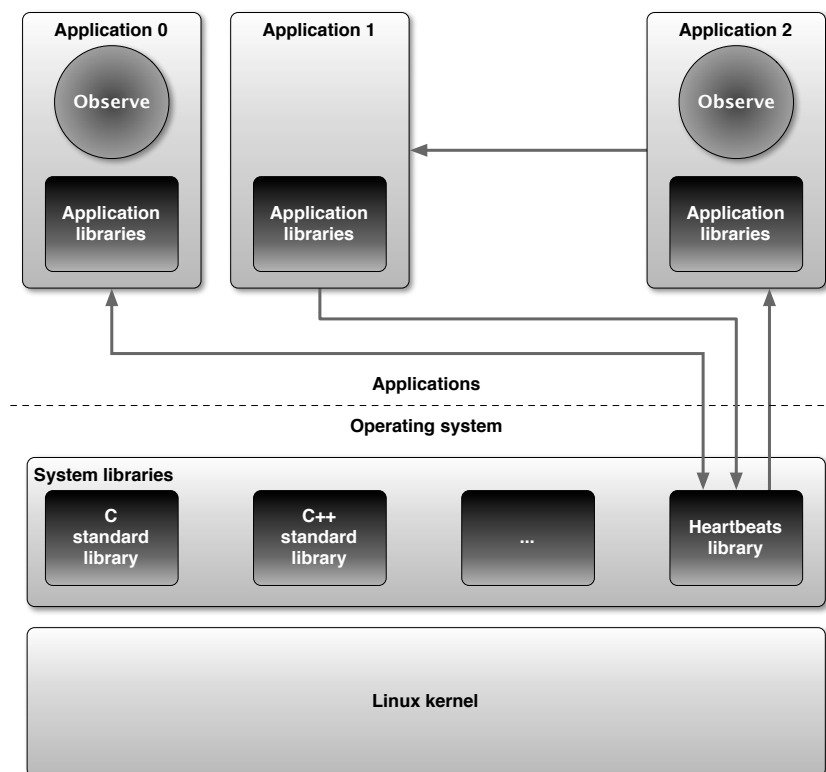 Application 0
Application 1
Application 2
Observe
Observe
Application
libraries
Application
libraries
Application
libraries
Applications
Operating system
System libraries
C
standard
library
C++
standard
library
...
Heartbeats
library
Linux kernel